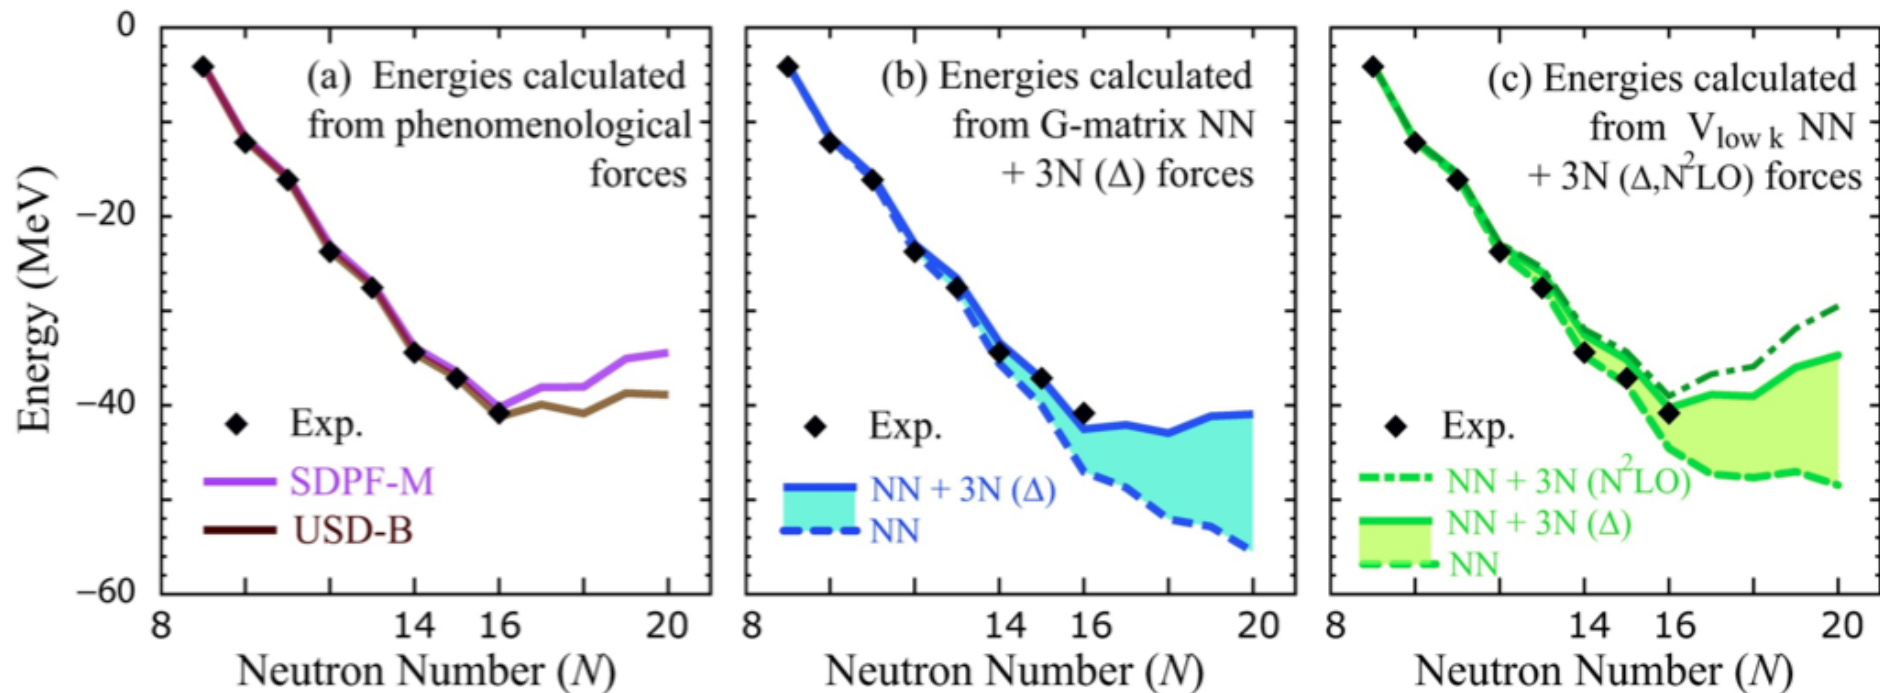 Energy (MeV)
0
−20
−40
−60
(a) Energies calculated
from phenomenological
forces
Exp.
SDPF-M
USD-B
8
14
16
20
Neutron Number (N)
(b) Energies calculated
from G-matrix NN
+ 3N (Δ) forces
Exp.
NN + 3N (Δ)
NN
8
14
16
20
Neutron Number (N)
(c) Energies calculated
from V low k NN
+ 3N (Δ,N²LO) forces
Exp.
NN + 3N (N²LO)
NN + 3N (Δ)
NN
8
14
16
20
Neutron Number (N)